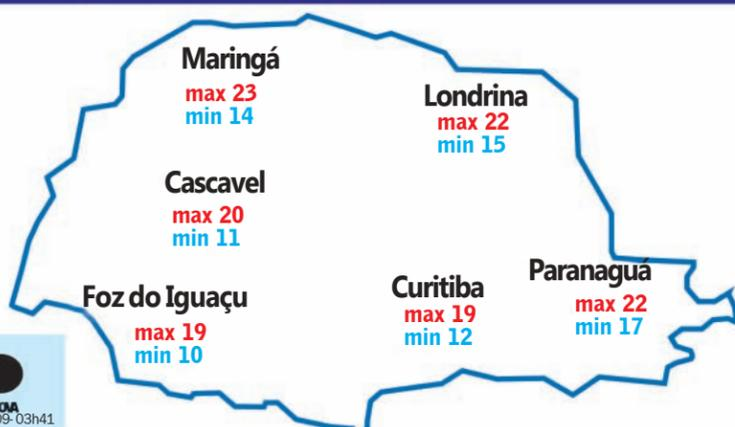 Maringá
max 23
min 14
Londrina
max 22
min 15
Cascavel
max 20
min 11
Foz do Iguaçu
max 19
min 10
Curitiba
max 19
min 12
Paranaguá
max 22
min 17
03h41